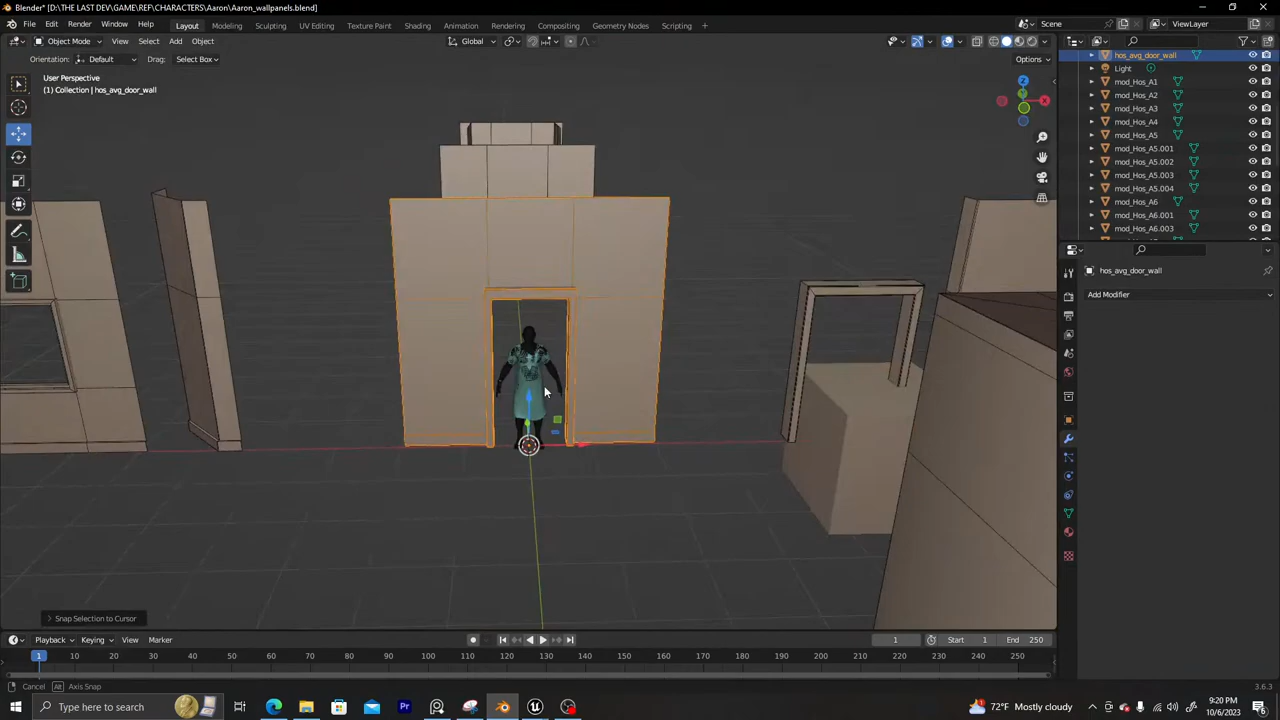 Blender* [D:\THE LAST DEV\GAME\REF\CHARACTERS\Aaron\Aaron_wallpanels.blend]
File Edit Render Window Help Layout Modeling Sculpting UV Editing Texture Paint Shading Animation Rendering Compositing Geometry Nodes Scripting + Scene ViewLayer
Object Mode View Select Add Object Global
Orientation: Default Drag: Select Box Options
User Perspective
(1) Collection | hos_avg_door_wall
Z
X
Y
hos_avg_door_wall
Light
mod_Hos_A1
mod_Hos_A2
mod_Hos_A3
mod_Hos_A4
mod_Hos_A5
mod_Hos_A5.001
mod_Hos_A5.002
mod_Hos_A5.003
mod_Hos_A5.004
mod_Hos_A6
mod_Hos_A6.001
mod_Hos_A6.003
hos_avg_door_wall
Add Modifier
Snap Selection to Cursor
Playback Keying View Marker 1 Start 1 End 250
1 10 20 30 40 50 60 70 80 90 100 110 120 130 140 150 160 170 180 190 200 210 220 230 240 250
Cancel Alt Axis Snap 3.6.3
Type here to search Pr 72°F Mostly cloudy 9:20 PM
10/6/2023